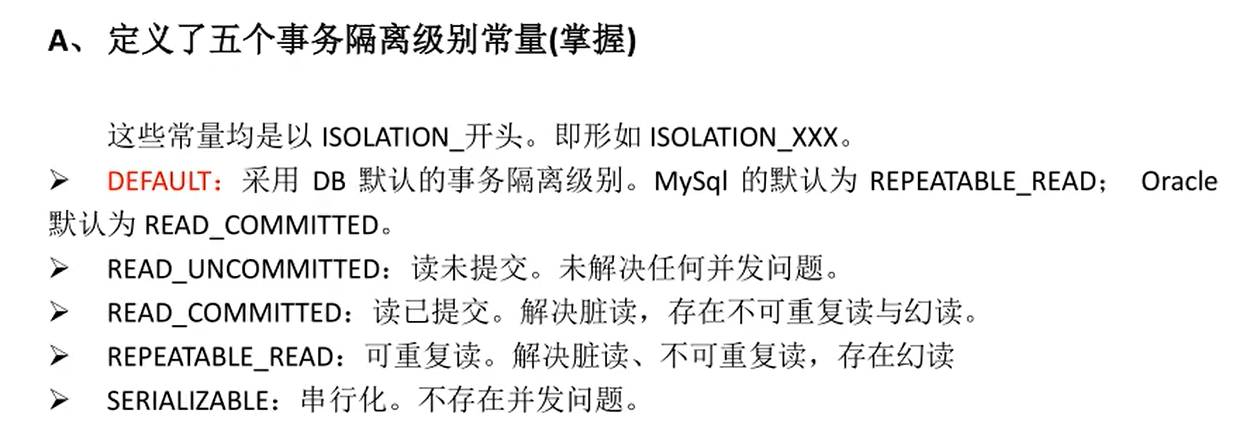 A、 定义了五个事务隔离级别常量(掌握)
这些常量均是以 ISOLATION_开头。即形如 ISOLATION_XXX。
➢ DEFAULT：采用 DB 默认的事务隔离级别。MySql 的默认为 REPEATABLE_READ； Oracle
默认为 READ_COMMITTED。
➢ READ_UNCOMMITTED：读未提交。未解决任何并发问题。
➢ READ_COMMITTED：读已提交。解决脏读，存在不可重复读与幻读。
➢ REPEATABLE_READ：可重复读。解决脏读、不可重复读，存在幻读
➢ SERIALIZABLE：串行化。不存在并发问题。